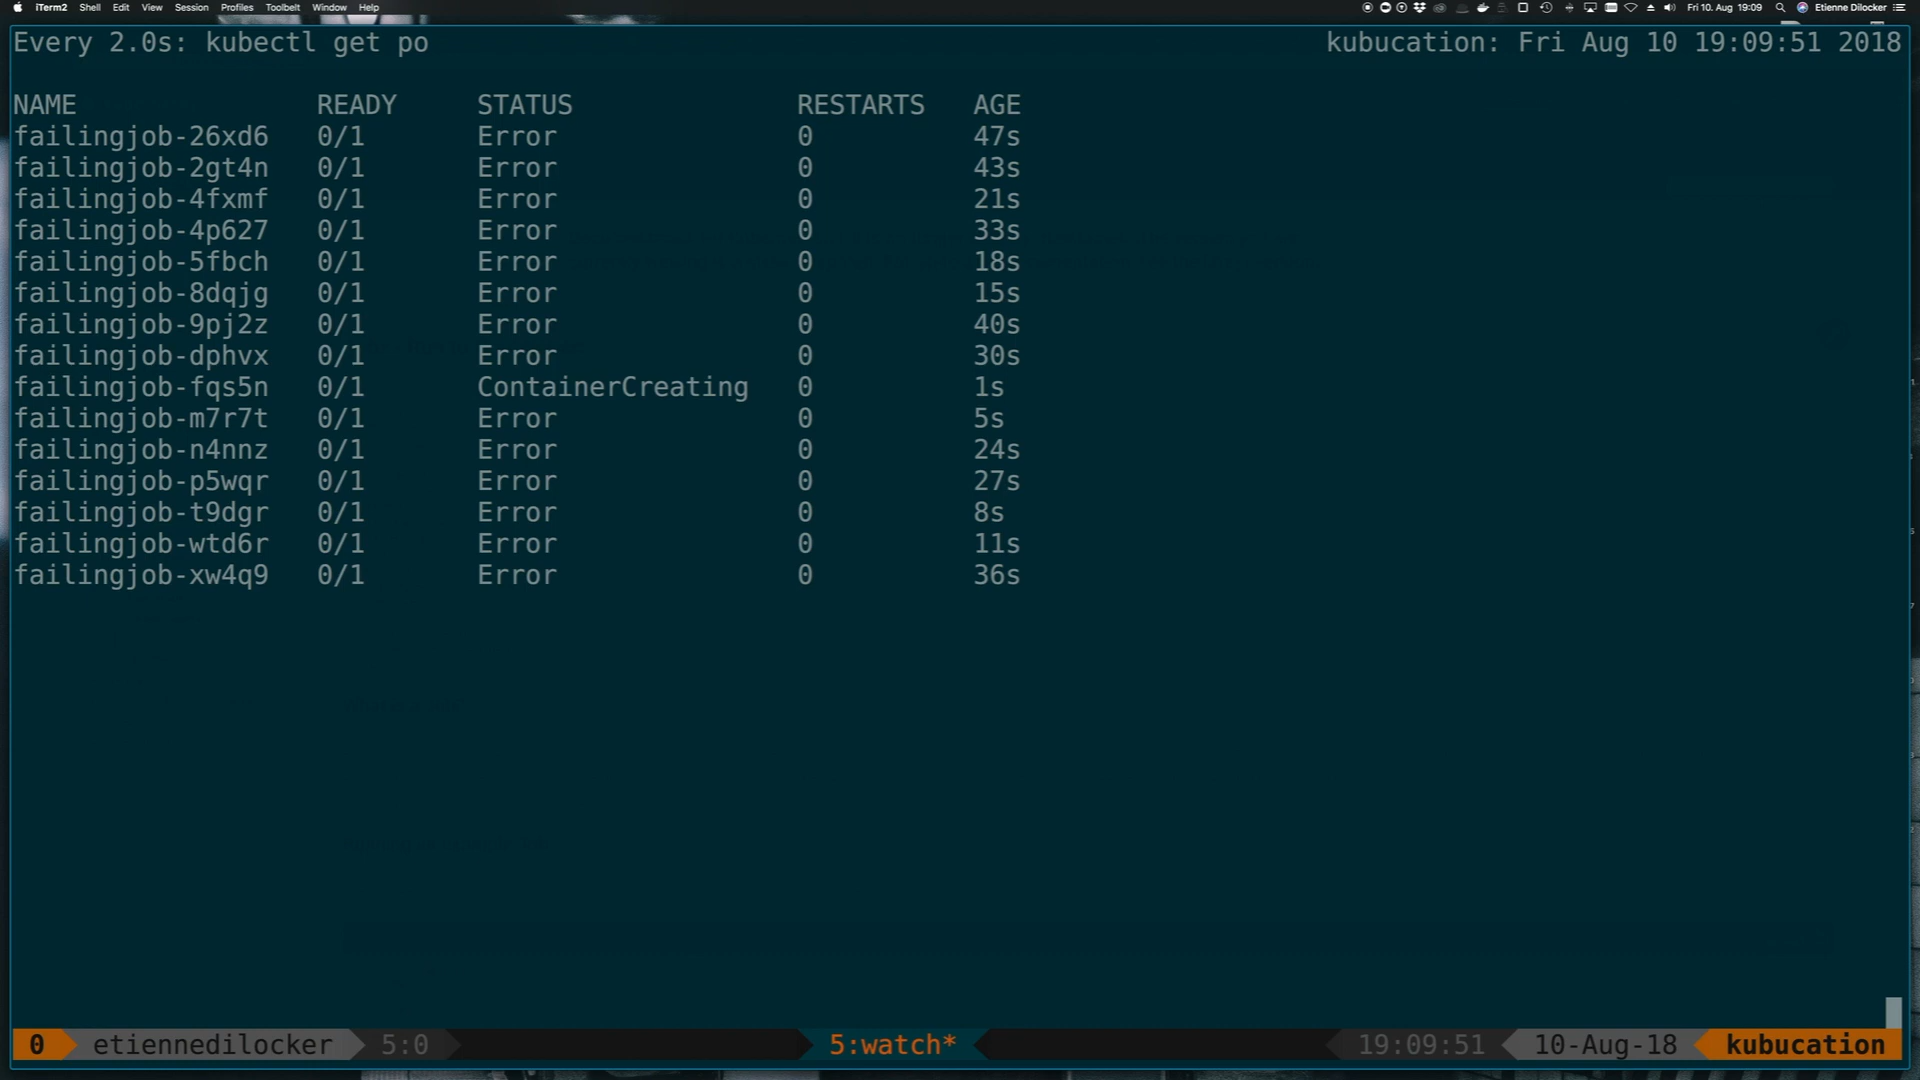 iTerm2 Shell Edit View Session Profiles Toolbelt Window Help Fri 10. Aug 19:09 Etienne Dilocker
Every 2.0s: kubectl get po kubucation: Fri Aug 10 19:09:51 2018
NAME READY STATUS RESTARTS AGE
failingjob-26xd6 0/1 Error 0 47s
failingjob-2gt4n 0/1 Error 0 43s
failingjob-4fxmf 0/1 Error 0 21s
failingjob-4p627 0/1 Error 0 33s
failingjob-5fbch 0/1 Error 0 18s
failingjob-8dqjg 0/1 Error 0 15s
failingjob-9pj2z 0/1 Error 0 40s
failingjob-dphvx 0/1 Error 0 30s
failingjob-fqs5n 0/1 ContainerCreating 0 1s
failingjob-m7r7t 0/1 Error 0 5s
failingjob-n4nnz 0/1 Error 0 24s
failingjob-p5wqr 0/1 Error 0 27s
failingjob-t9dgr 0/1 Error 0 8s
failingjob-wtd6r 0/1 Error 0 11s
failingjob-xw4q9 0/1 Error 0 36s
0 etiennedilocker 5:0 5:watch* 19:09:51 10-Aug-18 kubucation